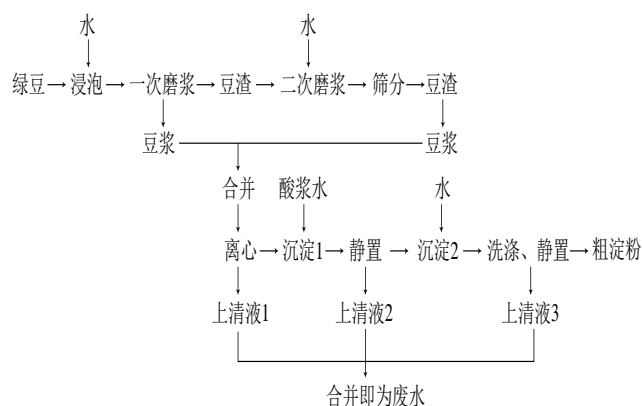 水 水
绿豆→浸泡→一次磨浆→豆渣→二次磨浆→筛分→豆渣
豆浆 豆浆
合并 酸浆水 水
离心→沉淀1→静置→沉淀2→洗涤、静置→粗淀粉
上清液1 上清液2 上清液3
合并即为废水